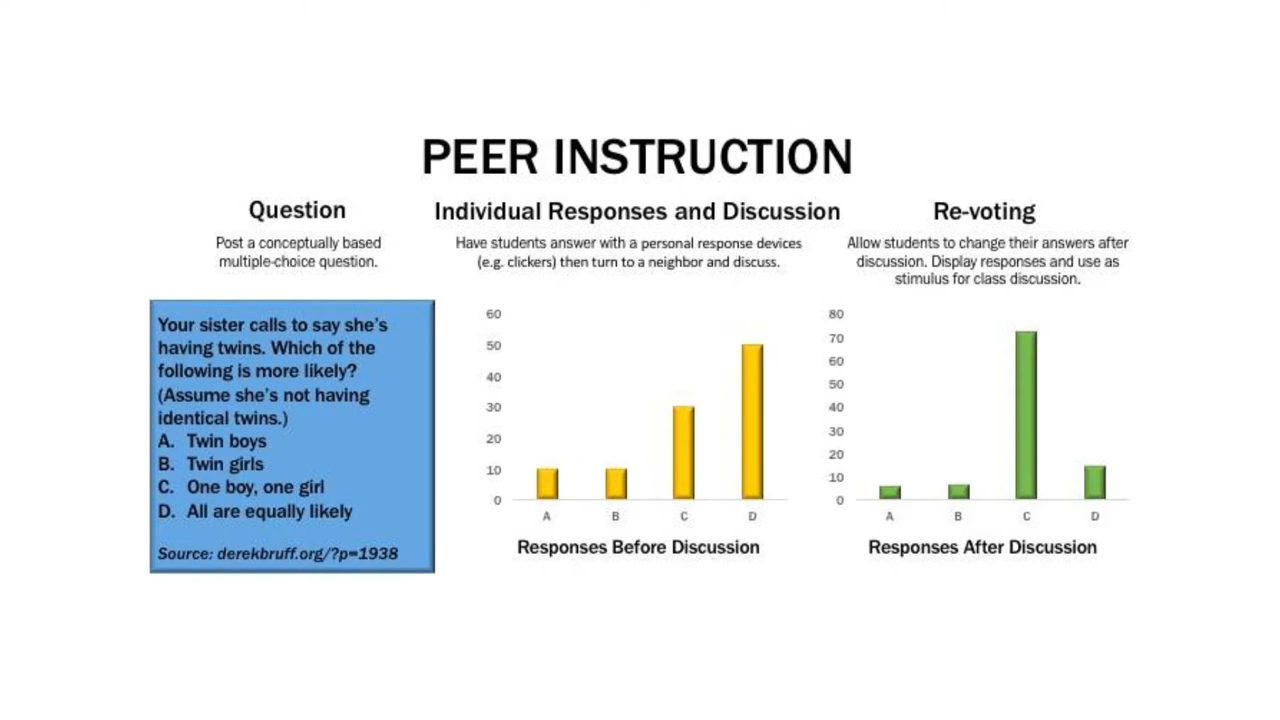 PEER INSTRUCTION
Question
Post a conceptually based
multiple-choice question.
Your sister calls to say she's
having twins. Which of the
following is more likely?
(Assume she's not having
identical twins.)
A. Twin boys
B. Twin girls
C. One boy, one girl
D. All are equally likely
Source: derekbruff.org/?p=1938
Individual Responses and Discussion
Have students answer with a personal response devices
(e.g. clickers) then turn to a neighbor and discuss.
60
50
40
30
20
10
0
A B C D
Responses Before Discussion
Re-voting
Allow students to change their answers after
discussion. Display responses and use as
stimulus for class discussion.
80
70
60
50
40
30
20
10
0
A B C D
Responses After Discussion